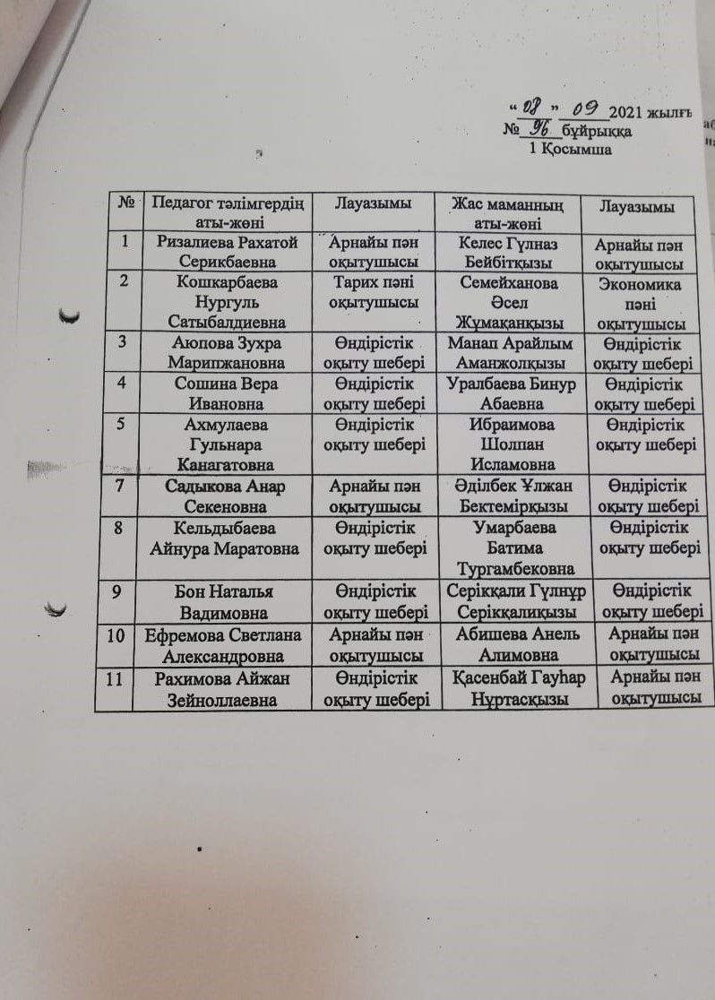 “ 08 ” 09 2021 жылғы
№ 96 бұйрыққа
1 Қосымша
№ Педагог тәлімгердің Лауазымы Жас маманның Лауазымы
аты-жөні аты-жөні
1 Ризалиева Рахатой Арнайы пән Келес Гүлназ Арнайы пән
Серикбаевна оқытушысы Бейбітқызы оқытушысы
2 Кошкарбаева Тарих пәні Семейханова Экономика
Нургуль оқытушысы Әсел пәні
Сатыбалдиевна Жұмақанқызы оқытушысы
3 Аюпова Зухра Өндірістік Манап Арайлым Өндірістік
Марипжановна оқыту шебері Аманжолқызы оқыту шебері
4 Сошина Вера Өндірістік Уралбаева Бинур Өндірістік
Ивановна оқыту шебері Абаевна оқыту шебері
5 Ахмулаева Өндірістік Ибраимова Өндірістік
Гульнара оқыту шебері Шолпан оқыту шебері
Канагатовна Исламовна
7 Садыкова Анар Арнайы пән Әділбек Ұлжан Өндірістік
Секеновна оқытушысы Бектемірқызы оқыту шебері
8 Кельдыбаева Өндірістік Умарбаева Өндірістік
Айнура Маратовна оқыту шебері Батима оқыту шебері
Тургамбековна
9 Бон Наталья Өндірістік Серікқали Гүлнұр Өндірістік
Вадимовна оқыту шебері Серікқалиқызы оқыту шебері
10 Ефремова Светлана Арнайы пән Абишева Анель Арнайы пән
Александровна оқытушысы Алимовна оқытушысы
11 Рахимова Айжан Өндірістік Қасенбай Гауһар Арнайы пән
Зейноллаевна оқыту шебері Нұртасқызы оқытушысы